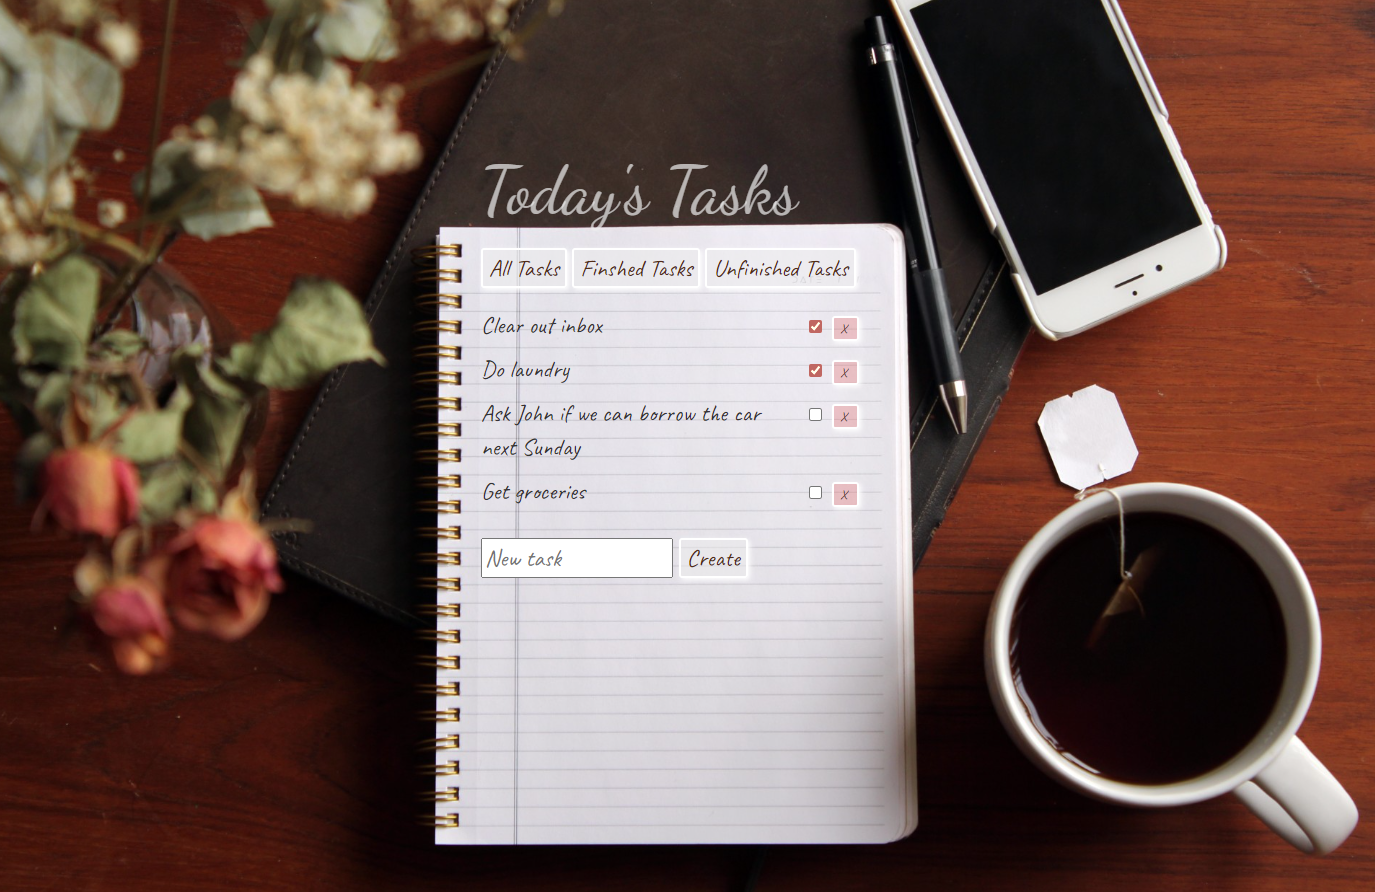 Today's Tasks
All Tasks Finshed Tasks Unfinished Tasks
Clear out inbox x
Do laundry x
Ask John if we can borrow the car x
next Sunday
Get groceries x
New task Create